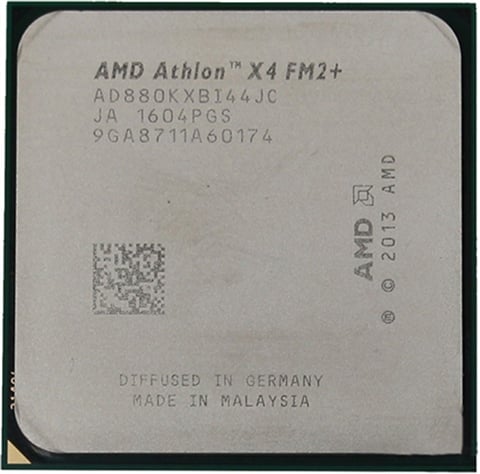 AMD Athlon™ X4 FM2+
AD880KXBI44JC
JA 1604PGS
9GA8711A60174
AMD
® © 2013 AMD
DIFFUSED IN GERMANY
MADE IN MALAYSIA